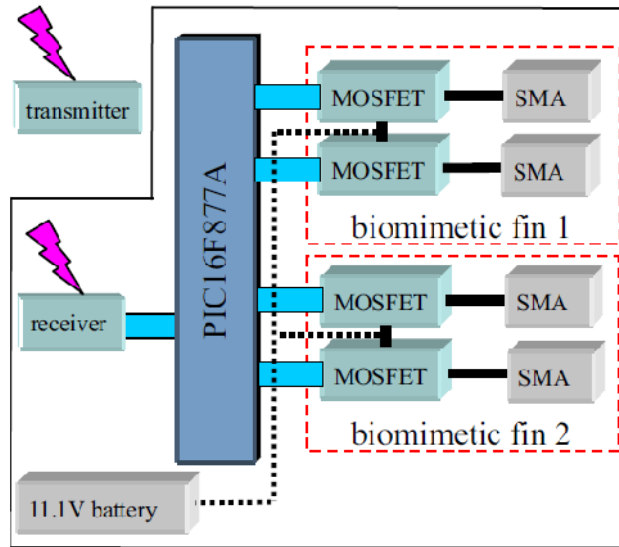 transmitter
PIC16F877A
MOSFET
SMA
MOSFET
SMA
biomimetic fin 1
receiver
MOSFET
SMA
MOSFET
SMA
biomimetic fin 2
11.1V battery